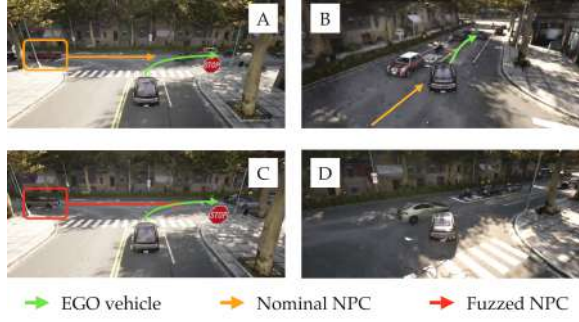 A
B
STOP
C
D
STOP
EGO vehicle
Nominal NPC
Fuzzed NPC